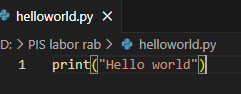 helloworld.py
D: > PIS labor rab > helloworld.py
1 print("Hello world")